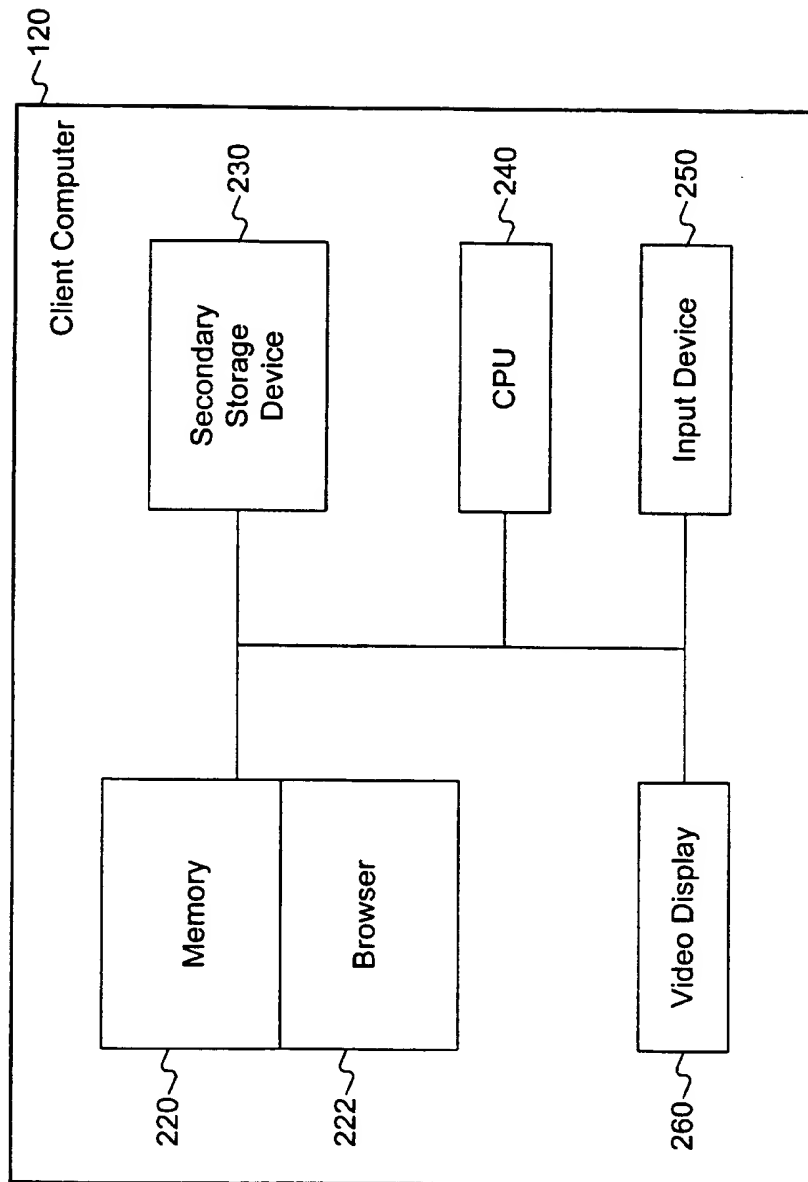 120
Client Computer
220
Memory
222
Browser
Secondary
Storage
Device
230
CPU
240
260
Video Display
Input Device
250